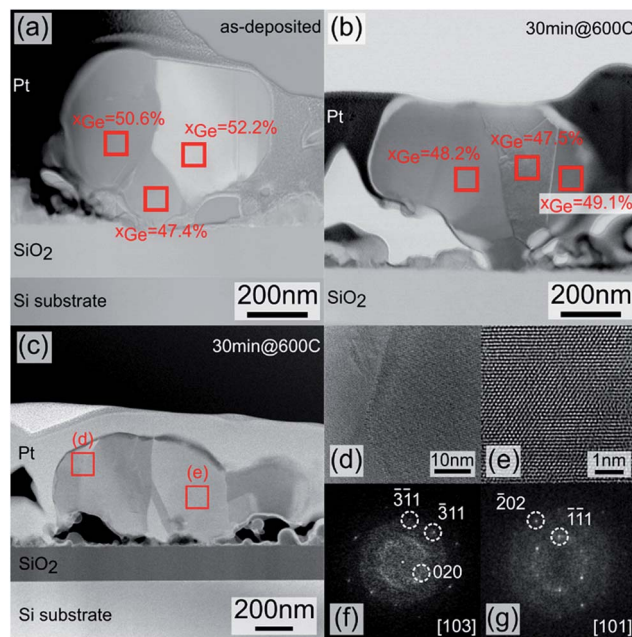 (a)
as-deposited
Pt
xGe=50.6%
xGe=52.2%
xGe=47.4%
SiO2
Si substrate
200nm
(b)
30min@600C
Pt
xGe=47.5%
xGe=48.2%
xGe=49.1%
SiO2
200nm
(c)
30min@600C
Pt
(d)
(e)
SiO2
Si substrate
200nm
(d)
10nm
(e)
1nm
3̅1̅1
3̅11
020
(f)
[103]
2̅02
1̅1̅1
(g)
[101]